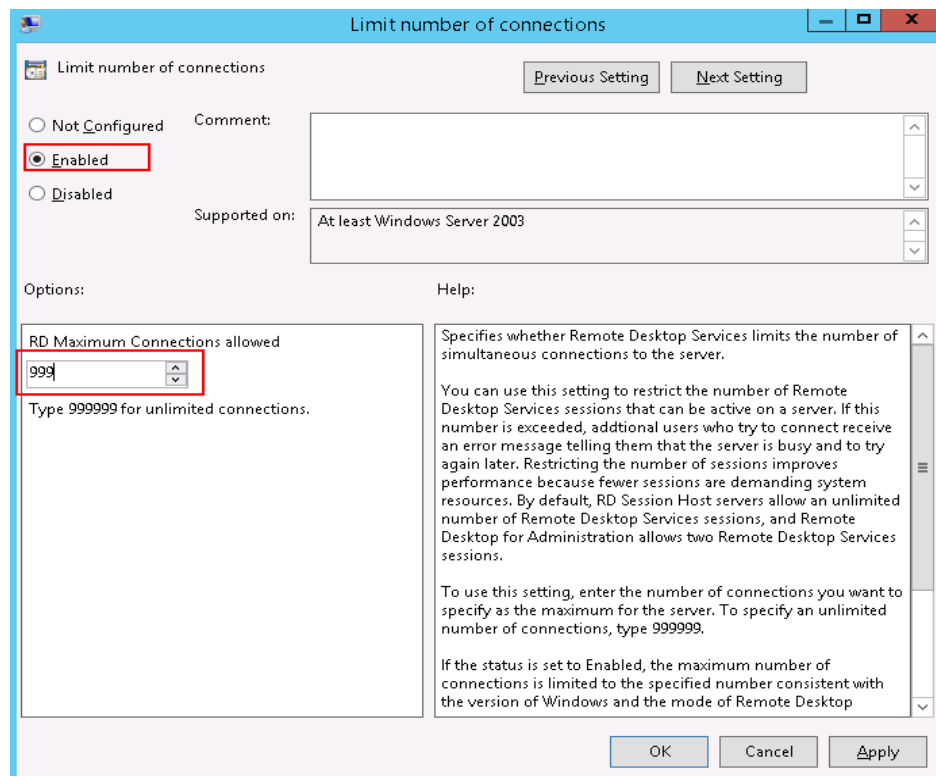 Limit number of connections
Limit number of connections
Previous Setting
Next Setting
Not Configured
Comment:
Enabled
Disabled
Supported on:
At least Windows Server 2003
Options:
Help:
RD Maximum Connections allowed
999
Type 999999 for unlimited connections.
Specifies whether Remote Desktop Services limits the number of
simultaneous connections to the server.
You can use this setting to restrict the number of Remote
Desktop Services sessions that can be active on a server. If this
number is exceeded, addtional users who try to connect receive
an error message telling them that the server is busy and to try
again later. Restricting the number of sessions improves
performance because fewer sessions are demanding system
resources. By default, RD Session Host servers allow an unlimited
number of Remote Desktop Services sessions, and Remote
Desktop for Administration allows two Remote Desktop Services
sessions.
To use this setting, enter the number of connections you want to
specify as the maximum for the server. To specify an unlimited
number of connections, type 999999.
If the status is set to Enabled, the maximum number of
connections is limited to the specified number consistent with
the version of Windows and the mode of Remote Desktop
OK
Cancel
Apply